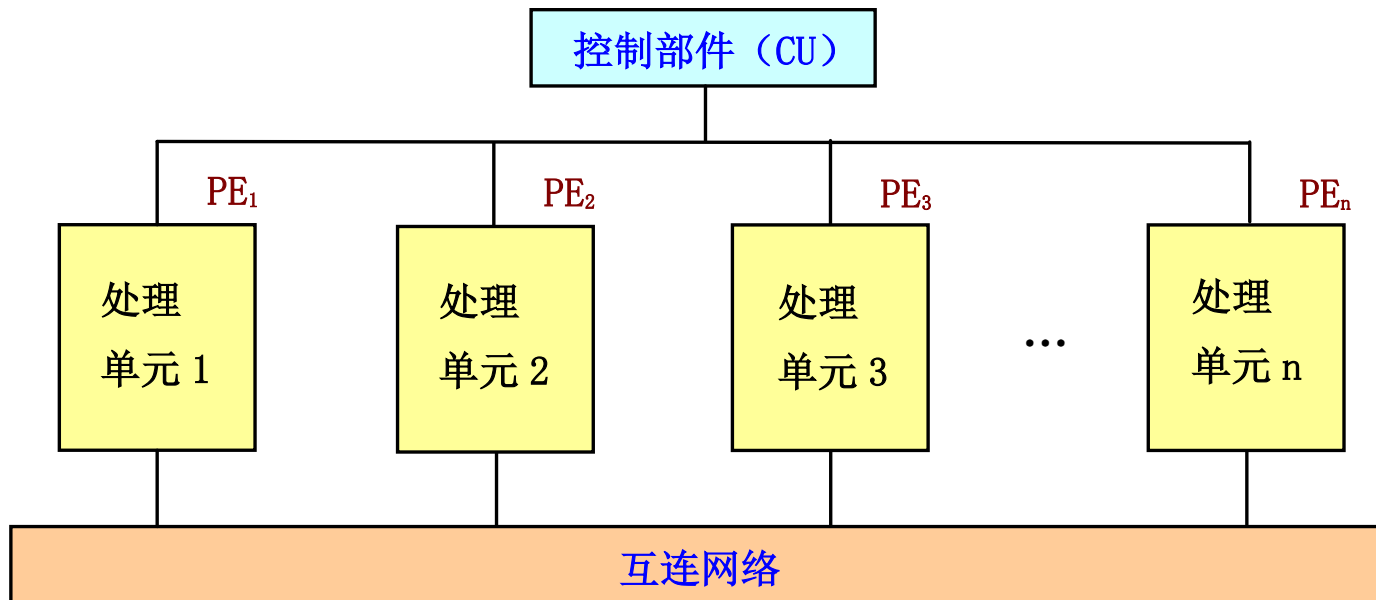 控制部件（CU）
PE₁
PE₂
PE₃
PEₙ
处理
单元1
处理
单元2
处理
单元3
…
处理
单元n
互连网络